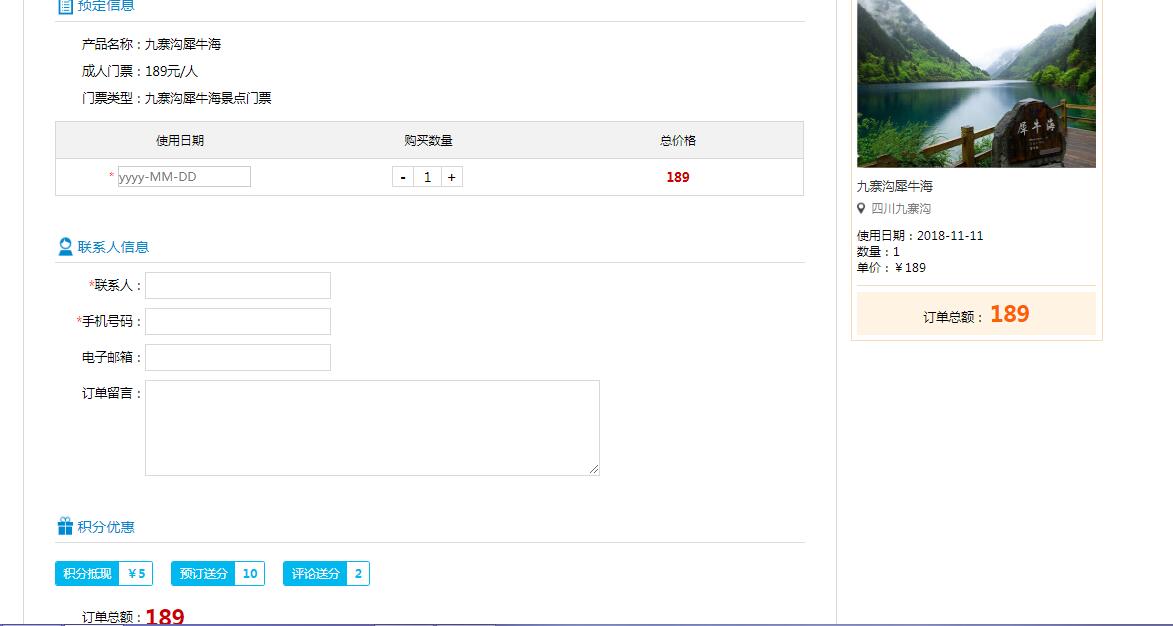 预定信息
产品名称：九寨沟犀牛海
成人门票：189元/人
门票类型：九寨沟犀牛海景点门票
使用日期 购买数量 总价格
* yyyy-MM-DD - 1 + 189
联系人信息
*联系人：
*手机号码：
电子邮箱：
订单留言：
积分优惠
积分抵现 ￥5 预订送分 10 评论送分 2
订单总额：189
犀牛海
九寨沟犀牛海
四川九寨沟
使用日期：2018-11-11
数量：1
单价：￥189
订单总额： 189